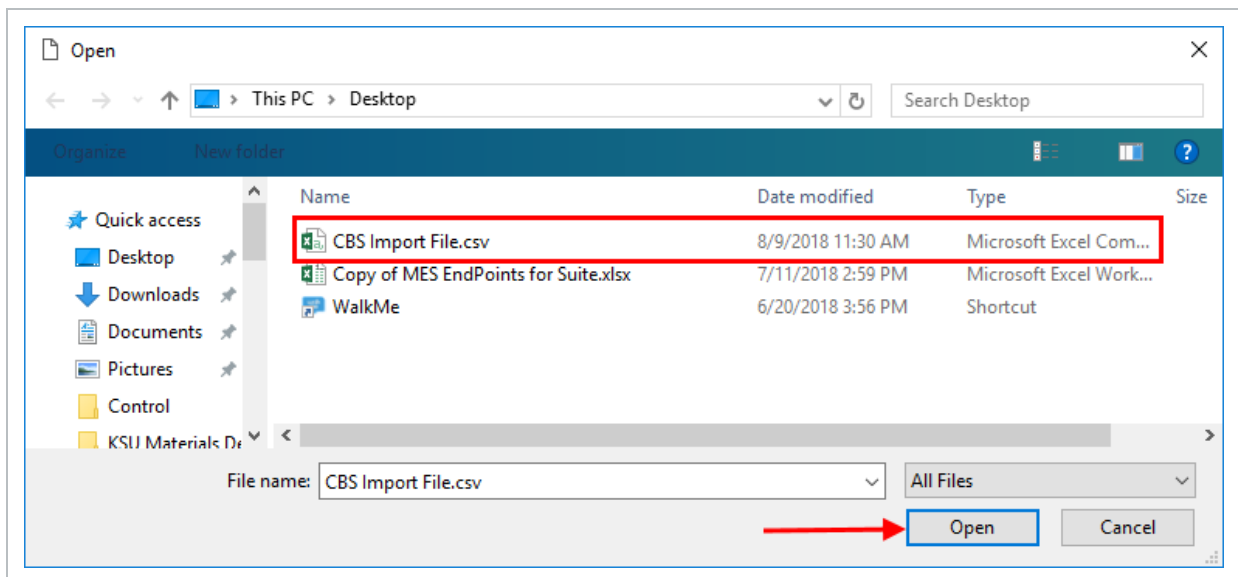 Open
This PC > Desktop
Search Desktop
Organize New folder
?
Name Date modified Type Size
Quick access
Desktop
Downloads
Documents
Pictures
Control
KSU Materials De
CBS Import File.csv 8/9/2018 11:30 AM Microsoft Excel Com...
Copy of MES EndPoints for Suite.xlsx 7/11/2018 2:59 PM Microsoft Excel Work...
WalkMe 6/20/2018 3:56 PM Shortcut
File name: CBS Import File.csv All Files
Open Cancel